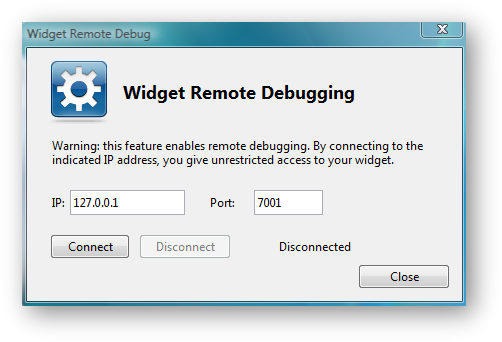 Widget Remote Debug
Widget Remote Debugging
Warning: this feature enables remote debugging. By connecting to the
indicated IP address, you give unrestricted access to your widget.
IP: 127.0.0.1 Port: 7001
Connect Disconnect Disconnected
Close